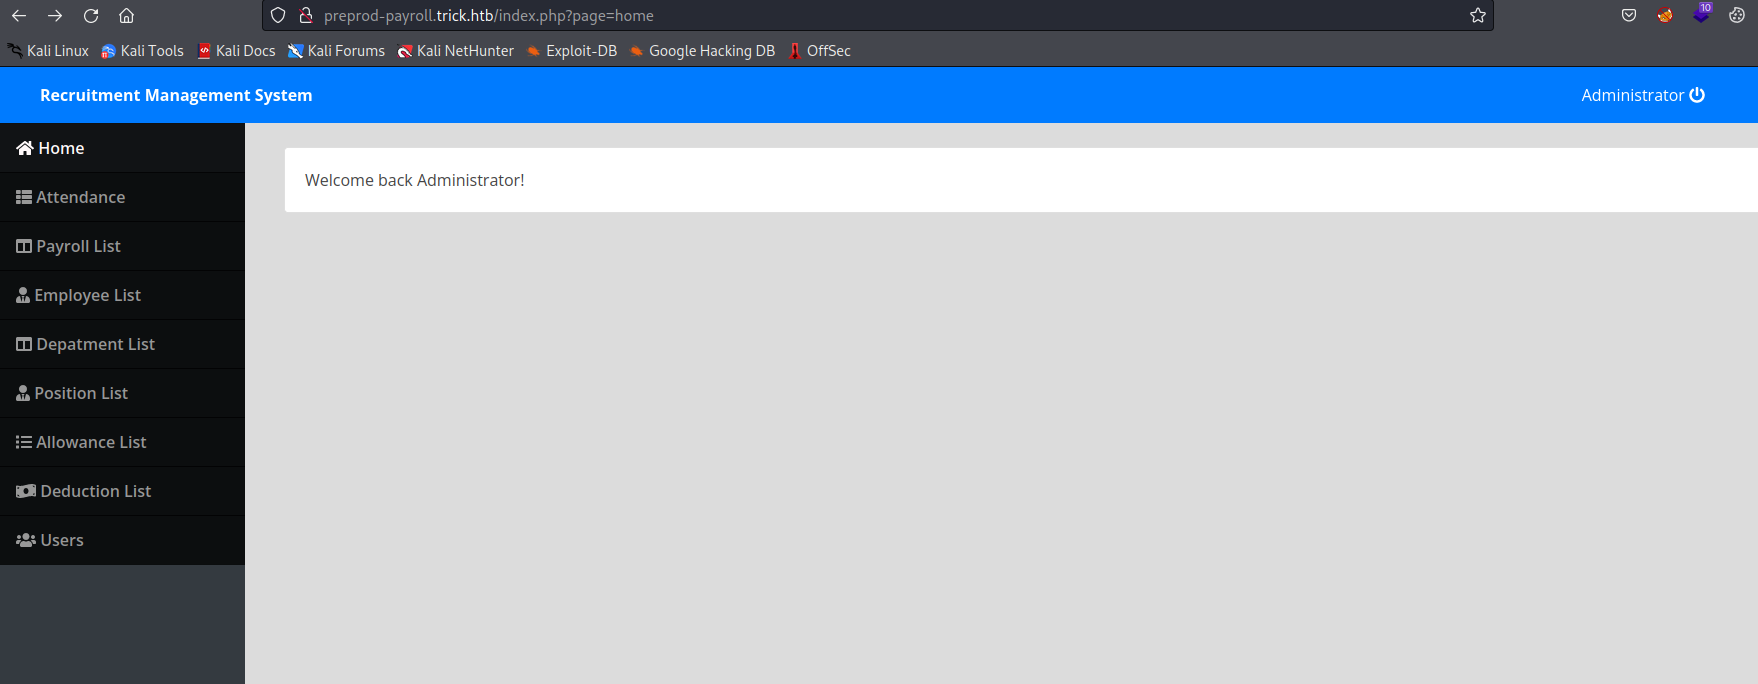 preprod-payroll.trick.htb/index.php?page=home
10
Kali Linux Kali Tools Kali Docs Kali Forums Kali NetHunter Exploit-DB Google Hacking DB OffSec
Recruitment Management System
Administrator
Home
Welcome back Administrator!
Attendance
Payroll List
Employee List
Depatment List
Position List
Allowance List
Deduction List
Users